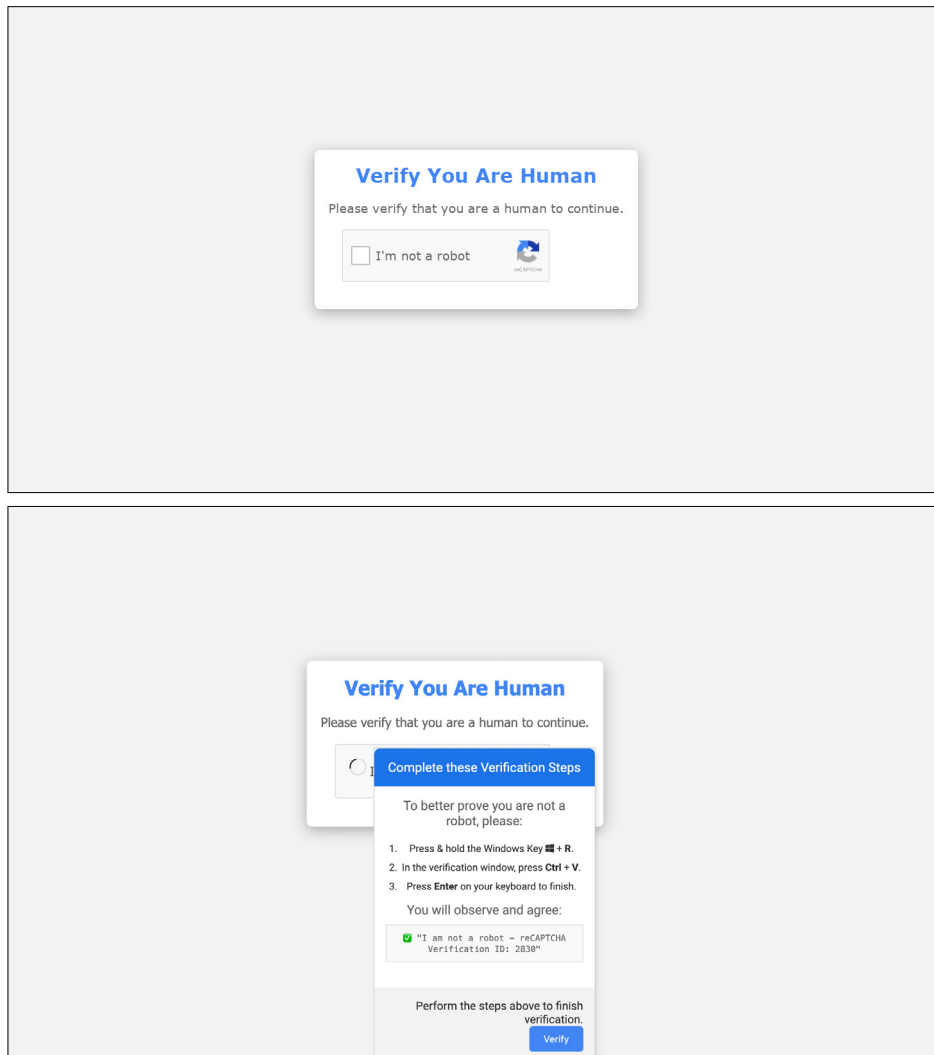 Verify You Are Human
Please verify that you are a human to continue.
I'm not a robot
reCAPTCHA
Verify You Are Human
Please verify that you are a human to continue.
I
Complete these Verification Steps
To better prove you are not a
robot, please:
1. Press & hold the Windows Key + R.
2. In the verification window, press Ctrl + V.
3. Press Enter on your keyboard to finish.
You will observe and agree:
✅ "I am not a robot – reCAPTCHA
Verification ID: 2830"
Perform the steps above to finish
verification.
Verify